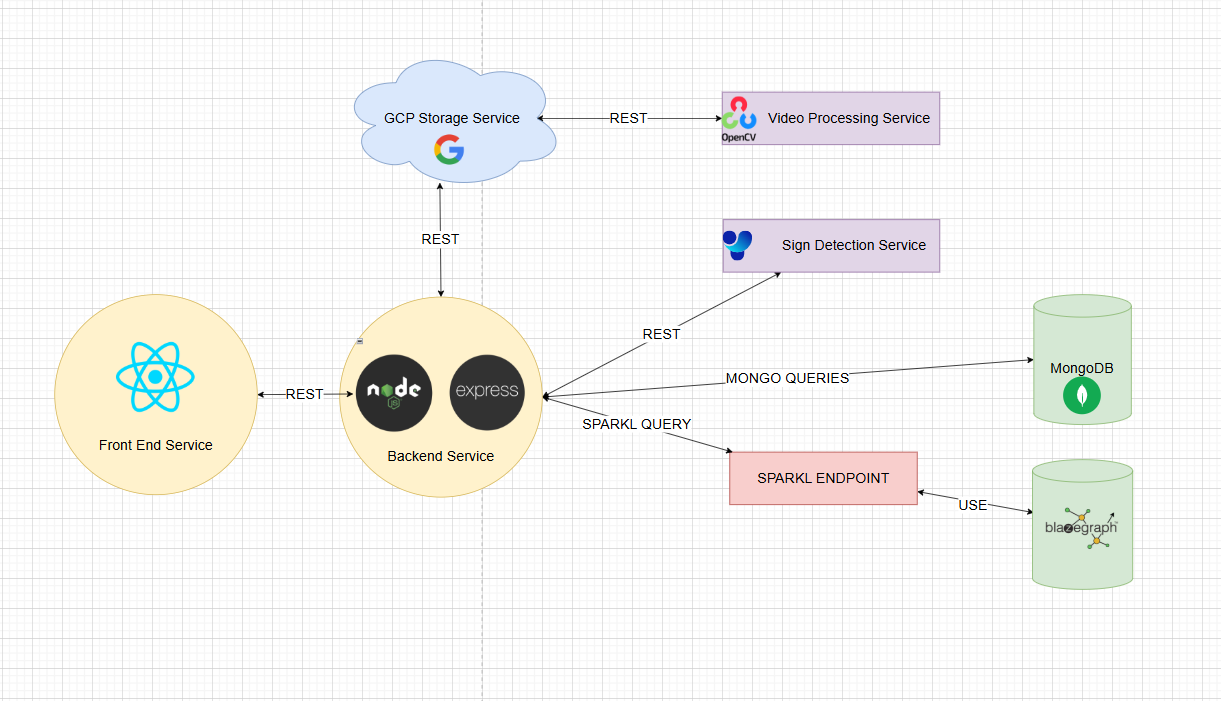 GCP Storage Service
REST
OpenCV
Video Processing Service
REST
Sign Detection Service
REST
MongoDB
MONGO QUERIES
node
JS
express
REST
Front End Service
Backend Service
SPARKL QUERY
SPARKL ENDPOINT
USE
blazegraph